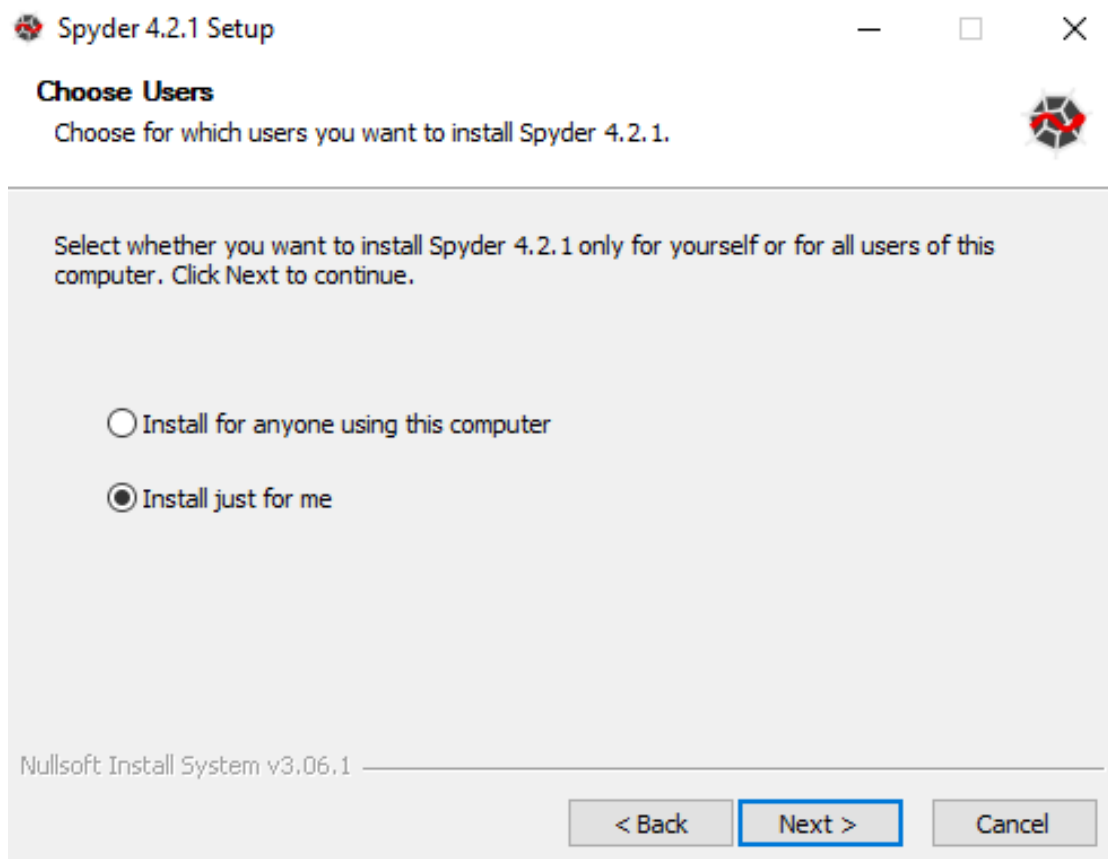 Spyder 4.2.1 Setup
Choose Users
Choose for which users you want to install Spyder 4.2.1.
Select whether you want to install Spyder 4.2.1 only for yourself or for all users of this
computer. Click Next to continue.
Install for anyone using this computer
Install just for me
Nullsoft Install System v3.06.1
< Back Next > Cancel